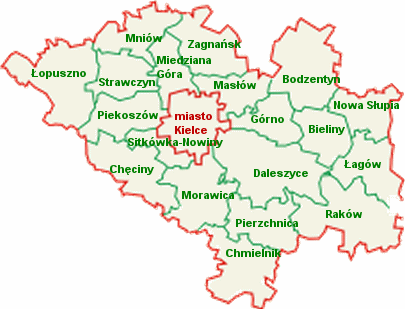 Mniów
Zagnańsk
Miedziana
Góra
Łopuszno
Strawczyn
Masłów
Bodzentyn
Nowa Słupia
Piekoszów
miasto
Kielce
Górno
Bieliny
Sitkówka-Nowiny
Chęciny
Łagów
Daleszyce
Morawica
Raków
Pierzchnica
Chmielnik